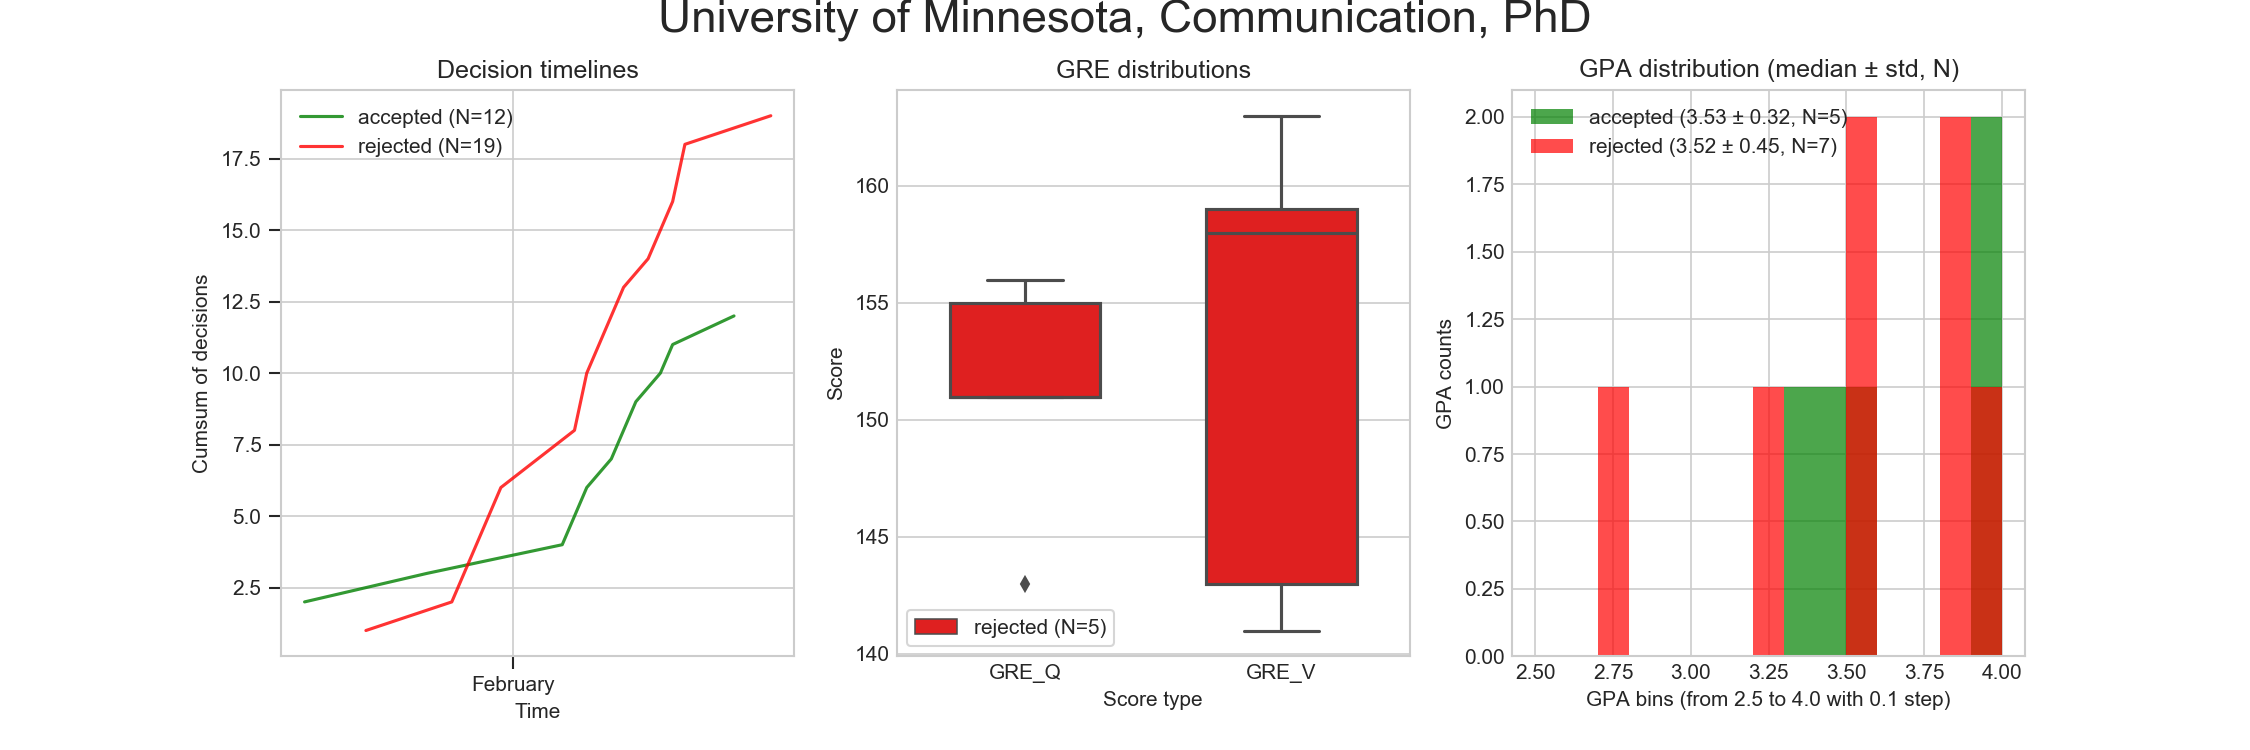 University of Minnesota, Communication, PhD
Decision timelines
accepted (N=12)
rejected (N=19)
17.5
15.0
12.5
10.0
7.5
5.0
2.5
Cumsum of decisions
February
Time
GRE distributions
160
155
150
145
140
Score
rejected (N=5)
GRE_Q
GRE_V
Score type
GPA distribution (median ± std, N)
accepted (3.53 ± 0.32, N=5)
rejected (3.52 ± 0.45, N=7)
2.00
1.75
1.50
1.25
1.00
0.75
0.50
0.25
0.00
GPA counts
2.50 2.75 3.00 3.25 3.50 3.75 4.00
GPA bins (from 2.5 to 4.0 with 0.1 step)